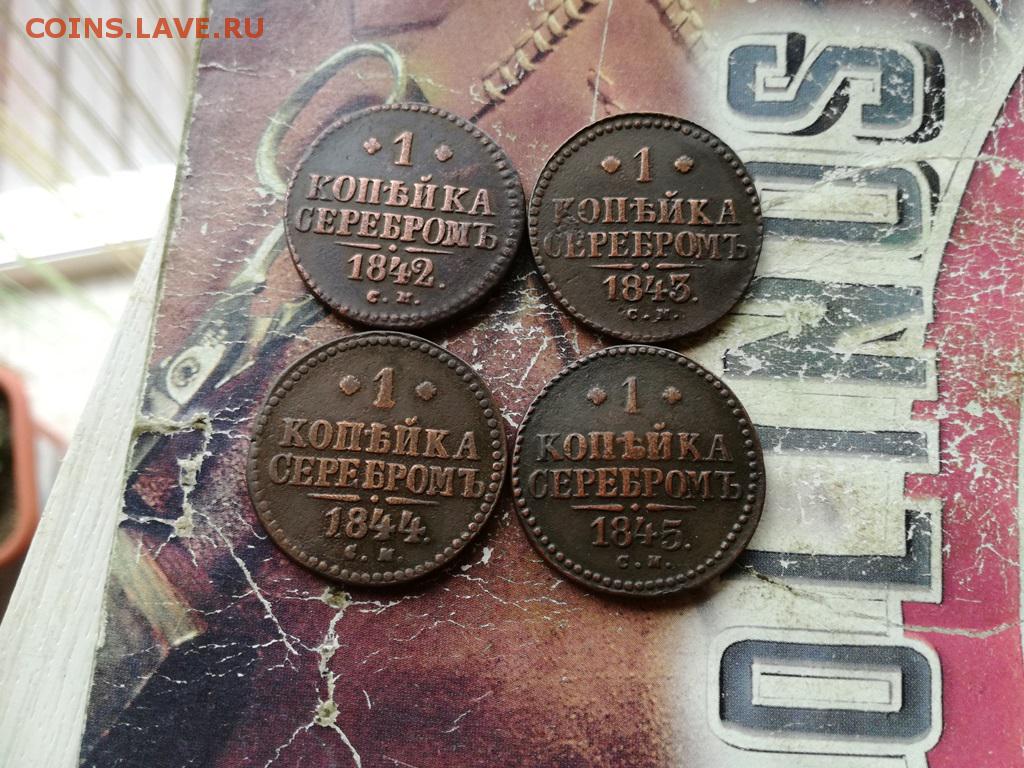 COINS.LAVE.RU
1
КОПѢЙКА
СЕРЕБРОМЪ
1842.
С. М.
1
КОПѢЙКА
СЕРЕБРОМЪ
1843.
С. М.
1
КОПѢЙКА
СЕРЕБРОМЪ
1844.
С. М.
1
КОПѢЙКА
СЕРЕБРОМЪ
1845.
С. М.